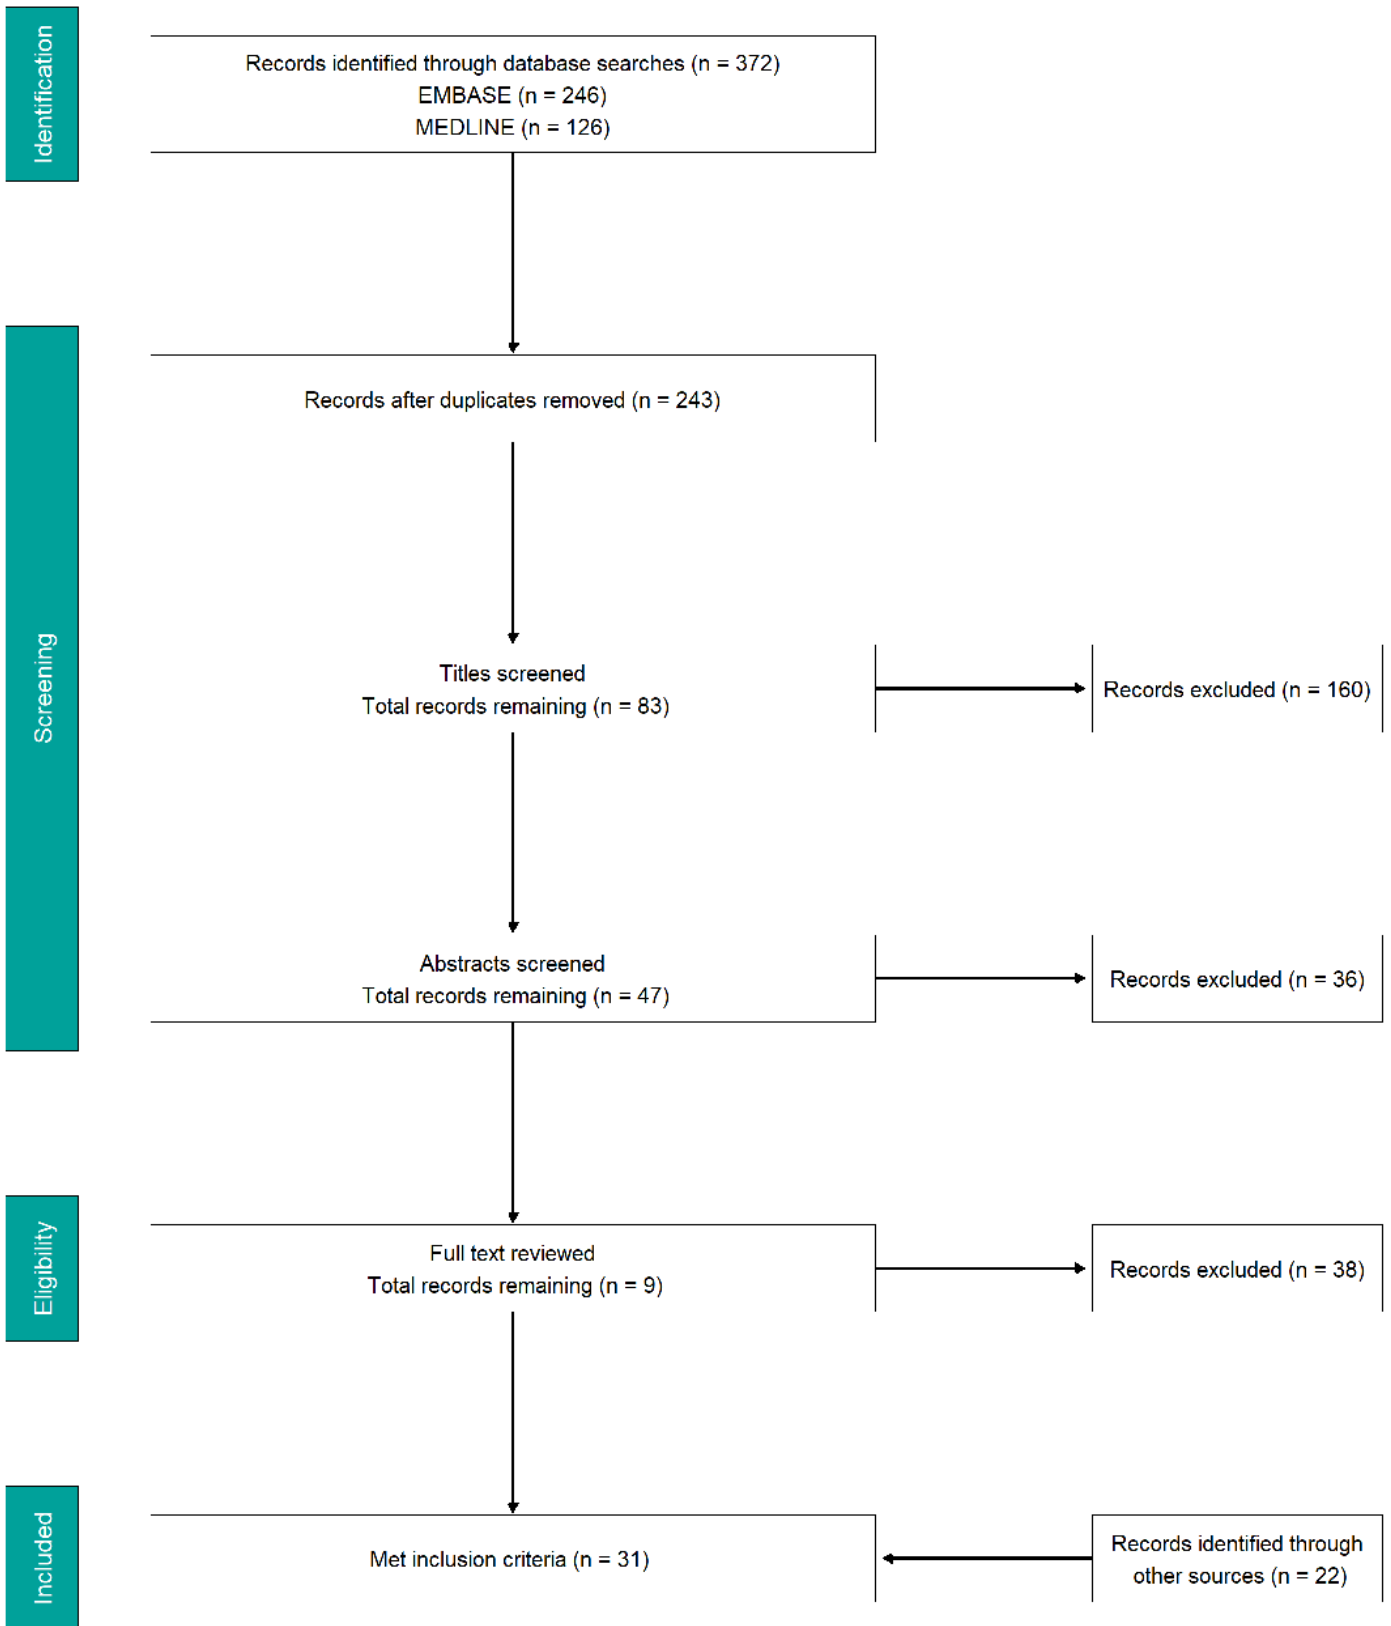 Identification
Records identified through database searches (n = 372)
EMBASE (n = 246)
MEDLINE (n = 126)
Screening
Records after duplicates removed (n = 243)
Titles screened
Total records remaining (n = 83)
Records excluded (n = 160)
Abstracts screened
Total records remaining (n = 47)
Records excluded (n = 36)
Eligibility
Full text reviewed
Total records remaining (n = 9)
Records excluded (n = 38)
Included
Met inclusion criteria (n = 31)
Records identified through
other sources (n = 22)